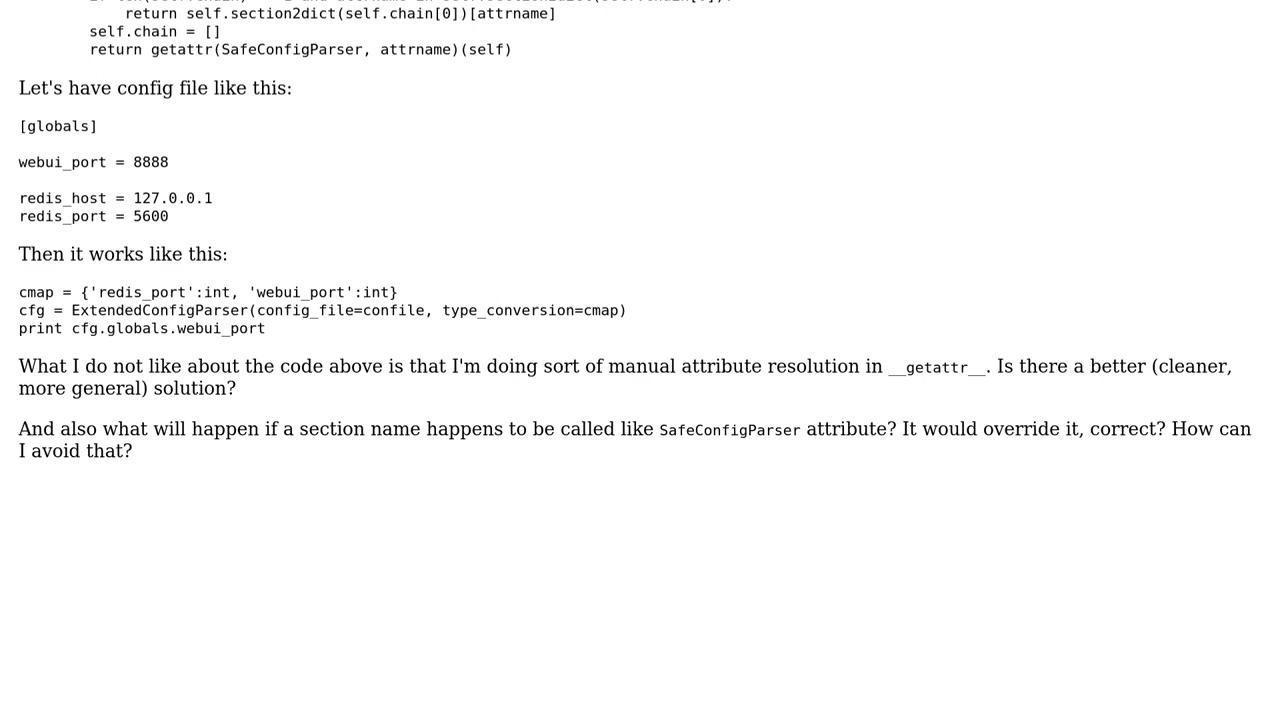 return self.section2dict(self.chain[0])[attrname]
self.chain = []
return getattr(SafeConfigParser, attrname)(self)
Let's have config file like this:
[globals]
webui_port = 8888
redis_host = 127.0.0.1
redis_port = 5600
Then it works like this:
cmap = {'redis_port':int, 'webui_port':int}
cfg = ExtendedConfigParser(config_file=confile, type_conversion=cmap)
print cfg.globals.webui_port
What I do not like about the code above is that I'm doing sort of manual attribute resolution in __getattr__. Is there a better (cleaner,
more general) solution?
And also what will happen if a section name happens to be called like SafeConfigParser attribute? It would override it, correct? How can
I avoid that?